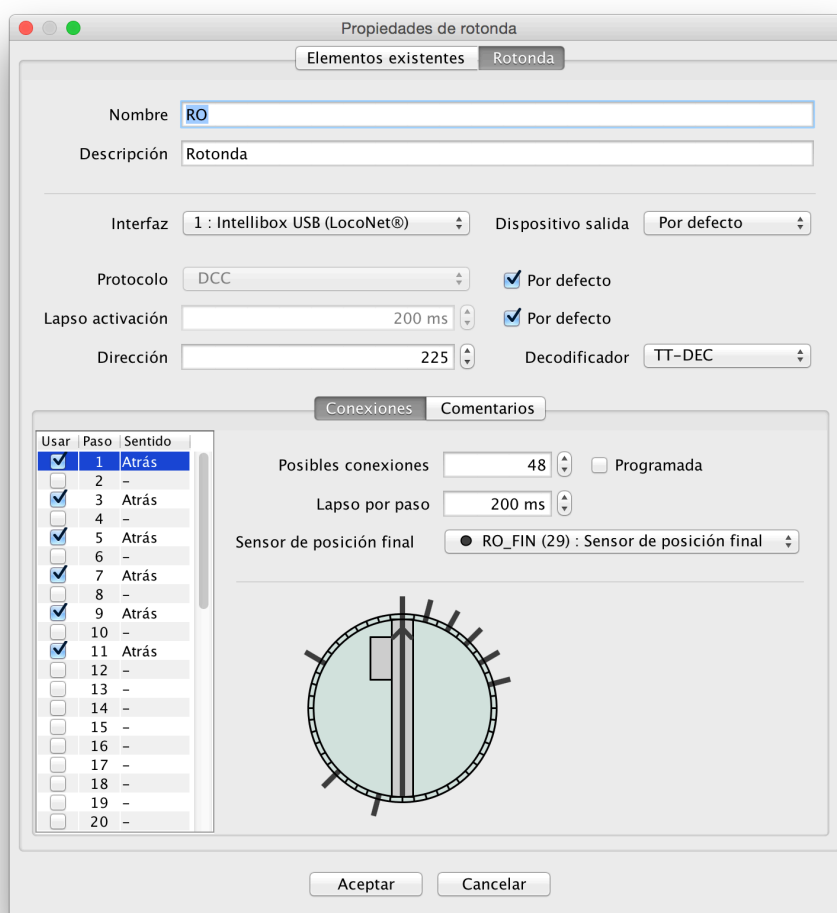 Propiedades de rotonda
Elementos existentes Rotonda
Nombre RO
Descripción Rotonda
Interfaz 1 : Intellibox USB (LocoNet®) Dispositivo salida Por defecto
Protocolo DCC Por defecto
Lapso activación 200 ms Por defecto
Dirección 225 Decodificador TT-DEC
Conexiones Comentarios
Usar Paso Sentido
1 Atrás
2 -
3 Atrás
4 -
5 Atrás
6 -
7 Atrás
8 -
9 Atrás
10 -
11 Atrás
12 -
13 -
14 -
15 -
16 -
17 -
18 -
19 -
20 -
Posibles conexiones 48 Programada
Lapso por paso 200 ms
Sensor de posición final RO_FIN (29) : Sensor de posición final
Aceptar Cancelar